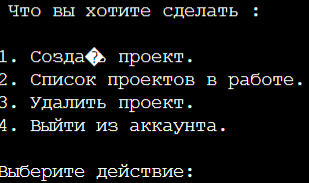 Что вы хотите сделать :
1. Созда�ь проект.
2. Список проектов в работе.
3. Удалить проект.
4. Выйти из аккаунта.
Выберите действие: